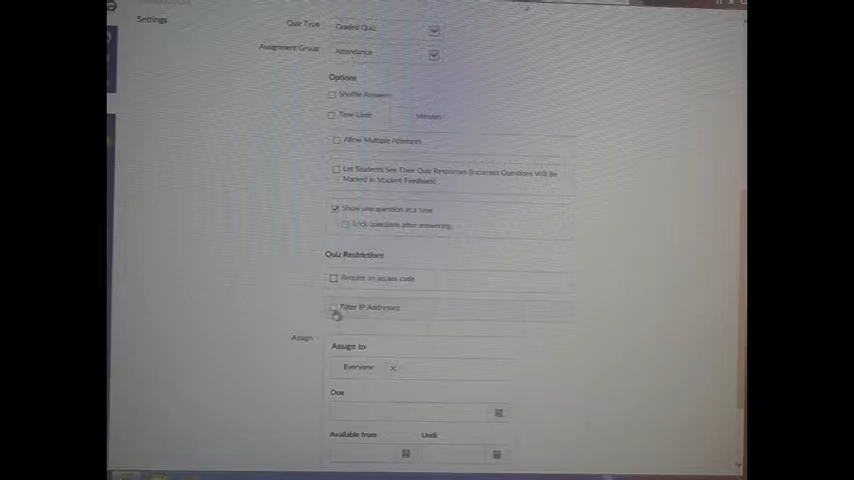 Settings
Quiz Type
Graded Quiz
Assignment Group
Attendance
Options
Shuffle Answers
Time Limit
Minutes
Allow Multiple Attempts
Let Students See Their Quiz Responses (Incorrect Questions Will Be
Marked in Student Feedback)
Show one question at a time
Lock questions after answering
Quiz Restrictions
Require an access code
Filter IP Addresses
Assign
Assign to
Everyone
Due
Available from
Until